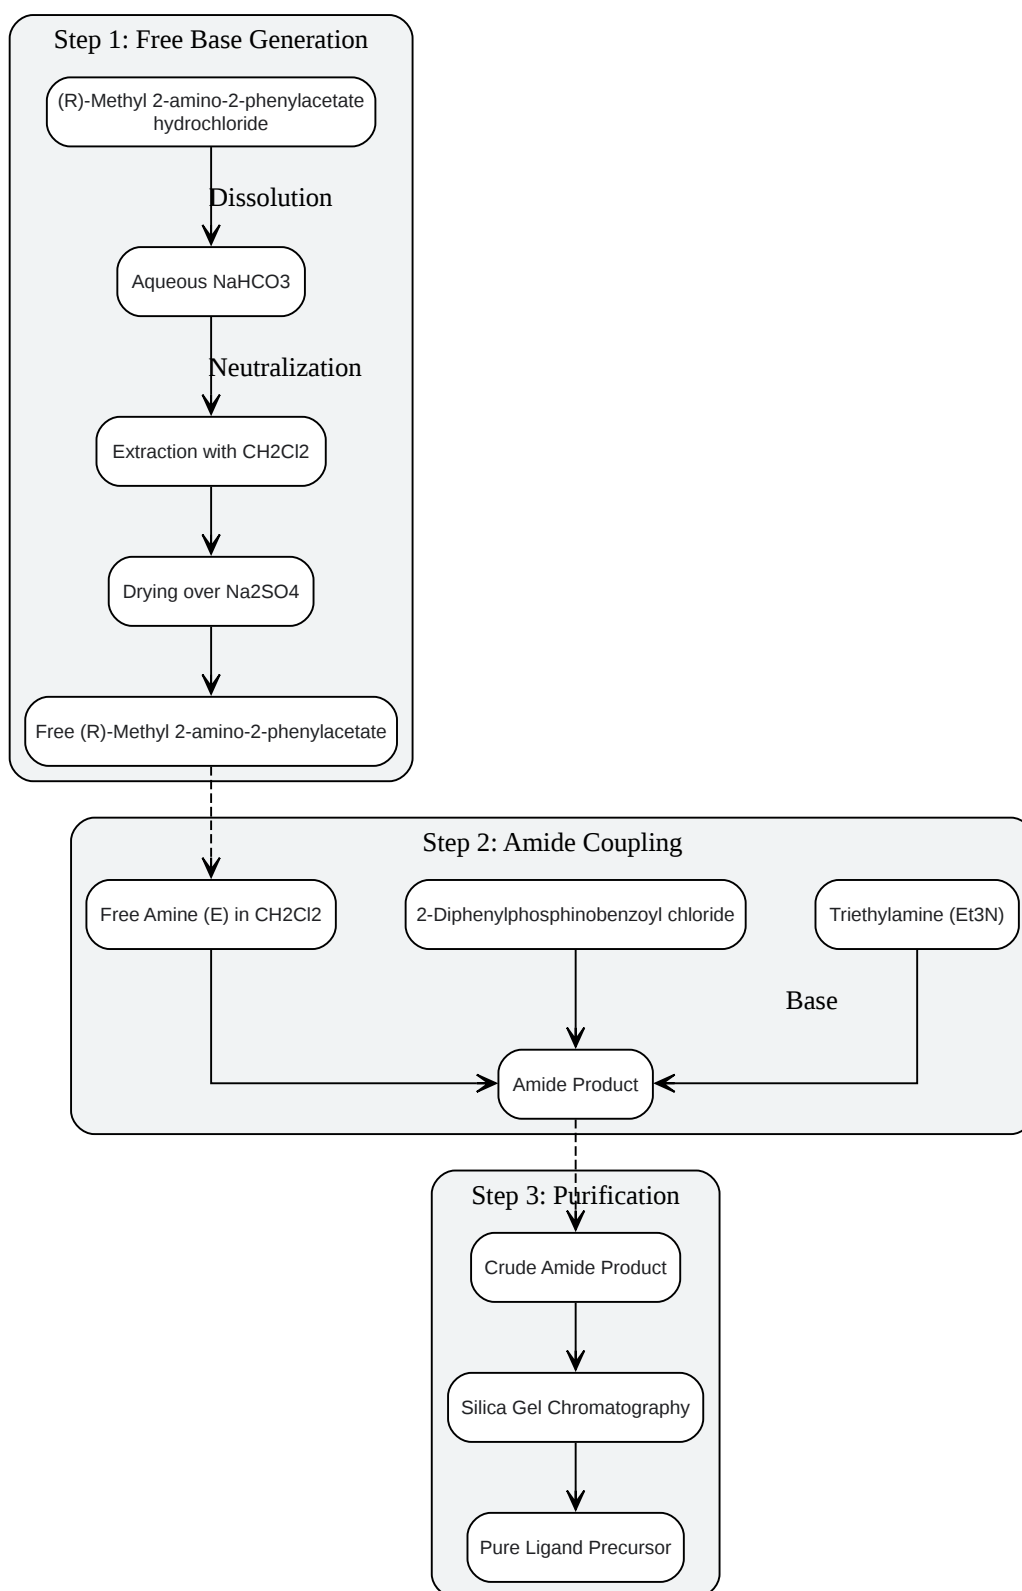 Step 1: Free Base Generation
(R)-Methyl 2-amino-2-phenylacetate
hydrochloride
Dissolution
Aqueous NaHCO3
Neutralization
Extraction with CH2Cl2
Drying over Na2SO4
Free (R)-Methyl 2-amino-2-phenylacetate
Step 2: Amide Coupling
Free Amine (E) in CH2Cl2
2-Diphenylphosphinobenzoyl chloride
Triethylamine (Et3N)
Base
Amide Product
Step 3: Purification
Crude Amide Product
Silica Gel Chromatography
Pure Ligand Precursor